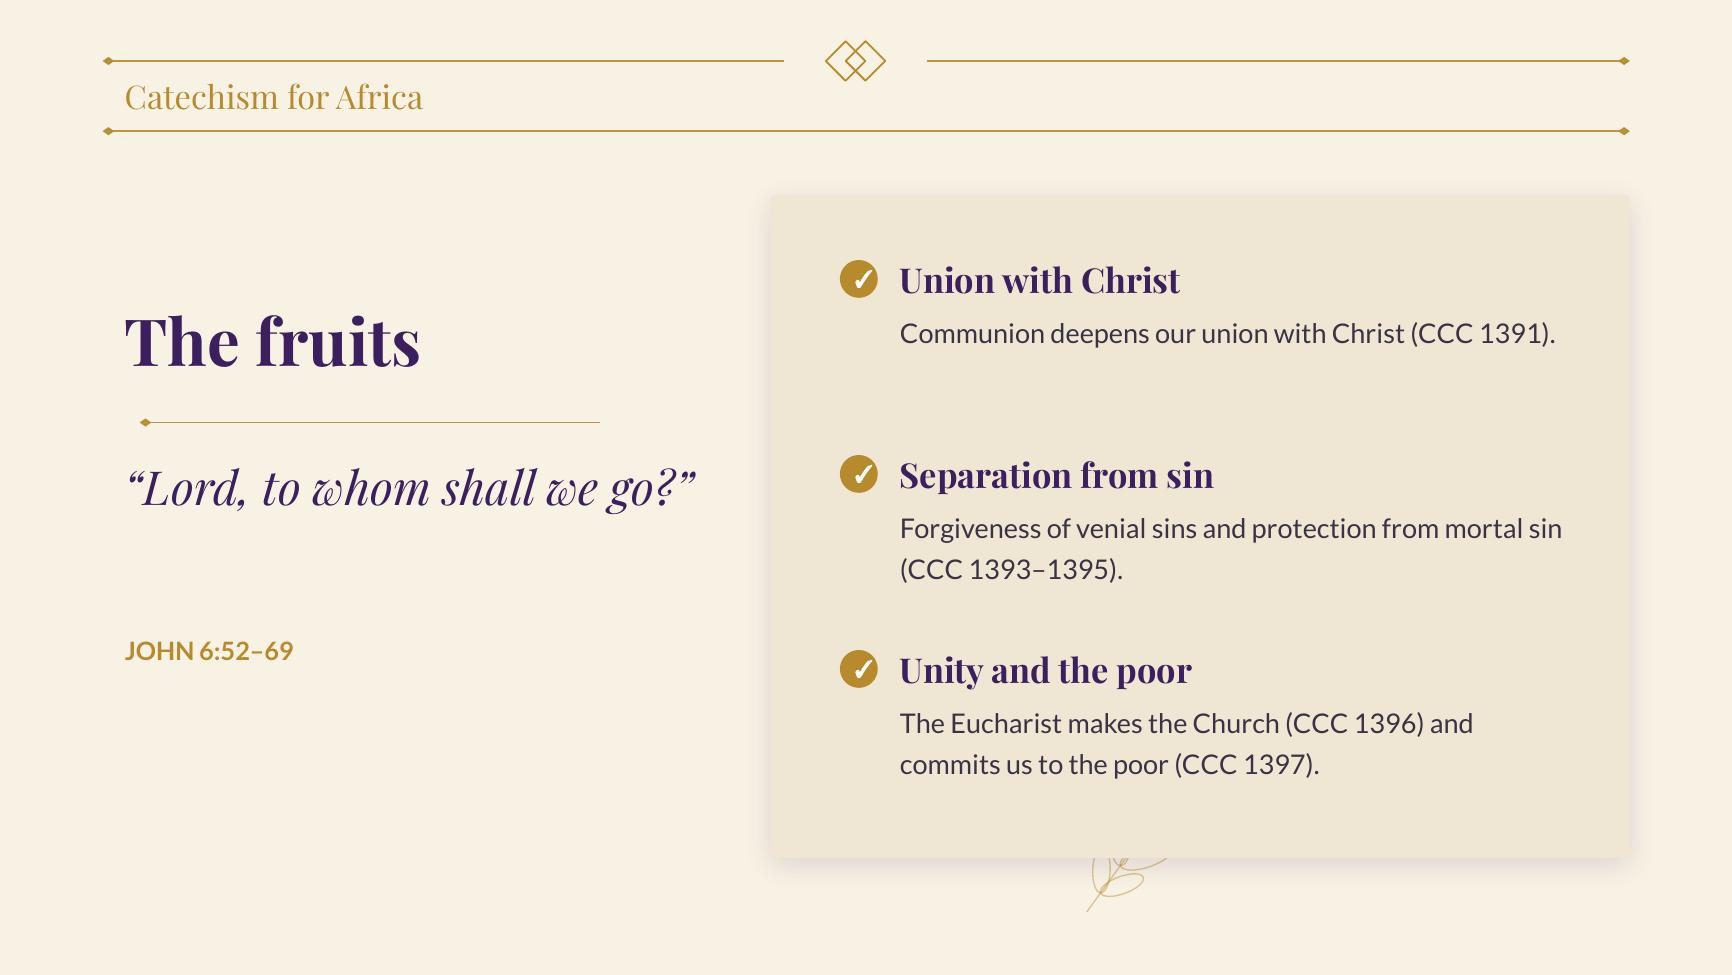 Catechism for Africa
The fruits
“Lord, to whom shall we go?”
JOHN 6:52–69
Union with Christ
Communion deepens our union with Christ (CCC 1391).
Separation from sin
Forgiveness of venial sins and protection from mortal sin
(CCC 1393–1395).
Unity and the poor
The Eucharist makes the Church (CCC 1396) and
commits us to the poor (CCC 1397).